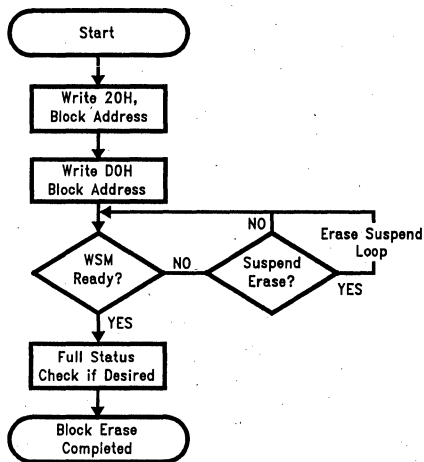 Start
Write 20H,
Block Address
Write D0H
Block Address
NO
Erase Suspend
Loop
WSM
Ready?
NO
Suspend
Erase?
YES
YES
Full Status
Check if Desired
Block Erase
Completed